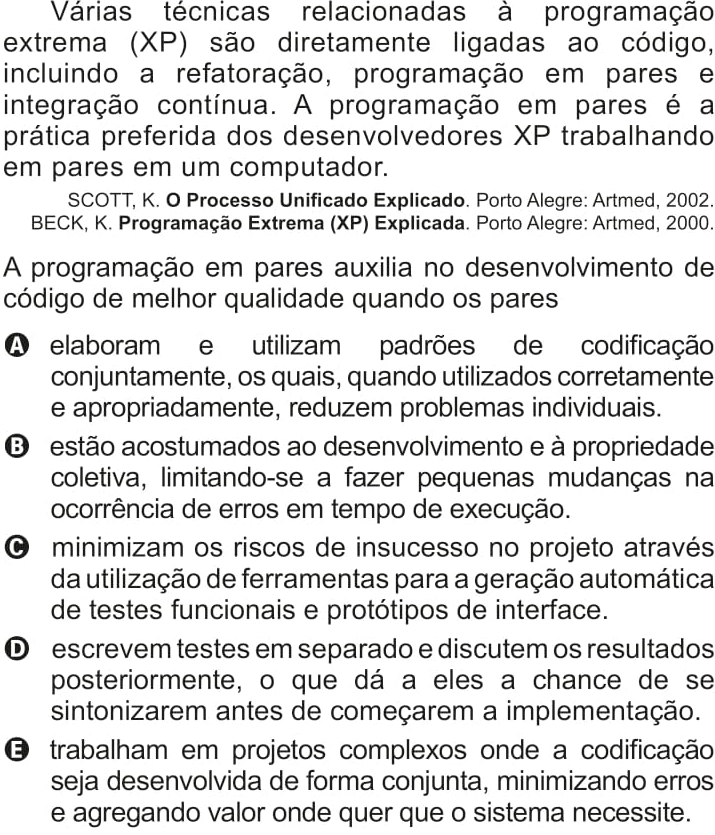 Várias técnicas relacionadas à programação
extrema (XP) são diretamente ligadas ao código,
incluindo a refatoração, programação em pares e
integração contínua. A programação em pares é a
prática preferida dos desenvolvedores XP trabalhando
em pares em um computador.
SCOTT, K. O Processo Unificado Explicado. Porto Alegre: Artmed, 2002.
BECK, K. Programação Extrema (XP) Explicada. Porto Alegre: Artmed, 2000.
A programação em pares auxilia no desenvolvimento de
código de melhor qualidade quando os pares
A elaboram e utilizam padrões de codificação
conjuntamente, os quais, quando utilizados corretamente
e apropriadamente, reduzem problemas individuais.
B estão acostumados ao desenvolvimento e à propriedade
coletiva, limitando-se a fazer pequenas mudanças na
ocorrência de erros em tempo de execução.
C minimizam os riscos de insucesso no projeto através
da utilização de ferramentas para a geração automática
de testes funcionais e protótipos de interface.
D escrevem testes em separado e discutem os resultados
posteriormente, o que dá a eles a chance de se
sintonizarem antes de começarem a implementação.
E trabalham em projetos complexos onde a codificação
seja desenvolvida de forma conjunta, minimizando erros
e agregando valor onde quer que o sistema necessite.